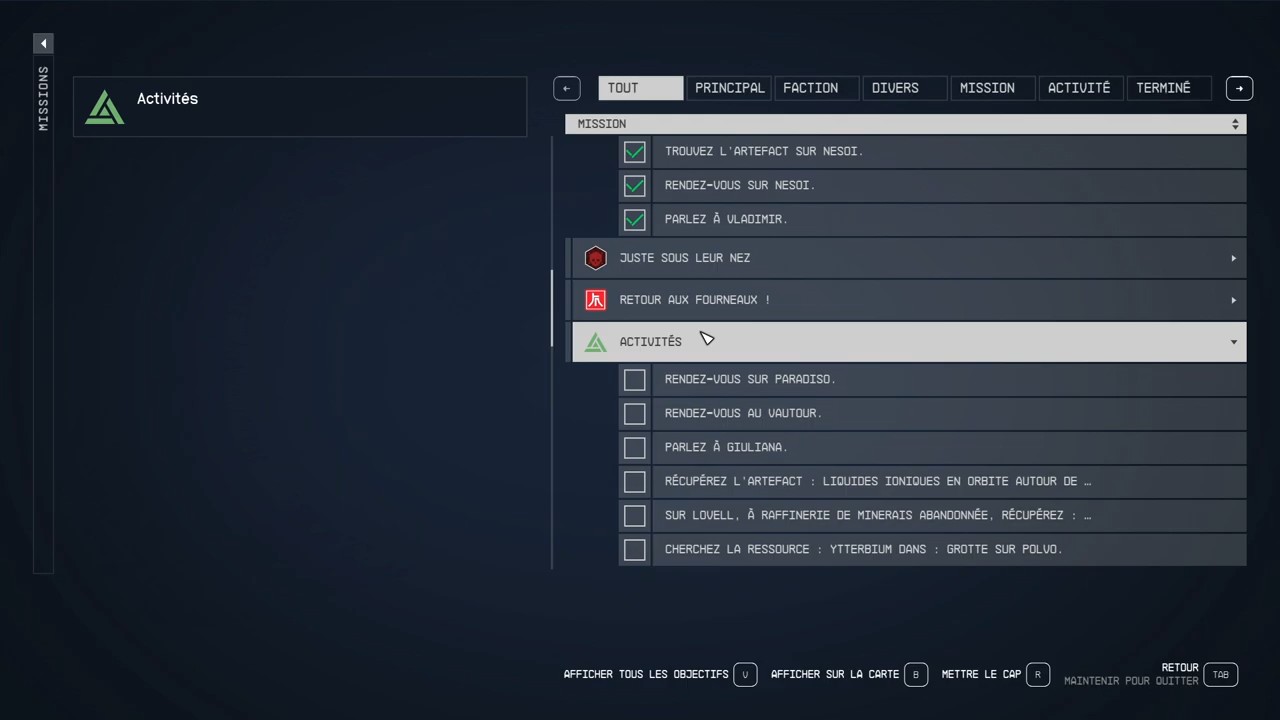 MISSIONS
Activités
←
TOUT
PRINCIPAL
FACTION
DIVERS
MISSION
ACTIVITÉ
TERMINÉ
→
MISSION
TROUVEZ L'ARTEFACT SUR NESOI.
RENDEZ-VOUS SUR NESOI.
PARLEZ À VLADIMIR.
JUSTE SOUS LEUR NEZ
RETOUR AUX FOURNEAUX !
ACTIVITÉS
RENDEZ-VOUS SUR PARADISO.
RENDEZ-VOUS AU VAUTOUR.
PARLEZ À GIULIANA.
RÉCUPÉREZ L'ARTEFACT : LIQUIDES IONIQUES EN ORBITE AUTOUR DE …
SUR LOVELL, À RAFFINERIE DE MINERAIS ABANDONNÉE, RÉCUPÉREZ : …
CHERCHEZ LA RESSOURCE : YTTERBIUM DANS : GROTTE SUR POLVO.
AFFICHER TOUS LES OBJECTIFS V
AFFICHER SUR LA CARTE B
METTRE LE CAP R
RETOUR
MAINTENIR POUR QUITTER
TAB